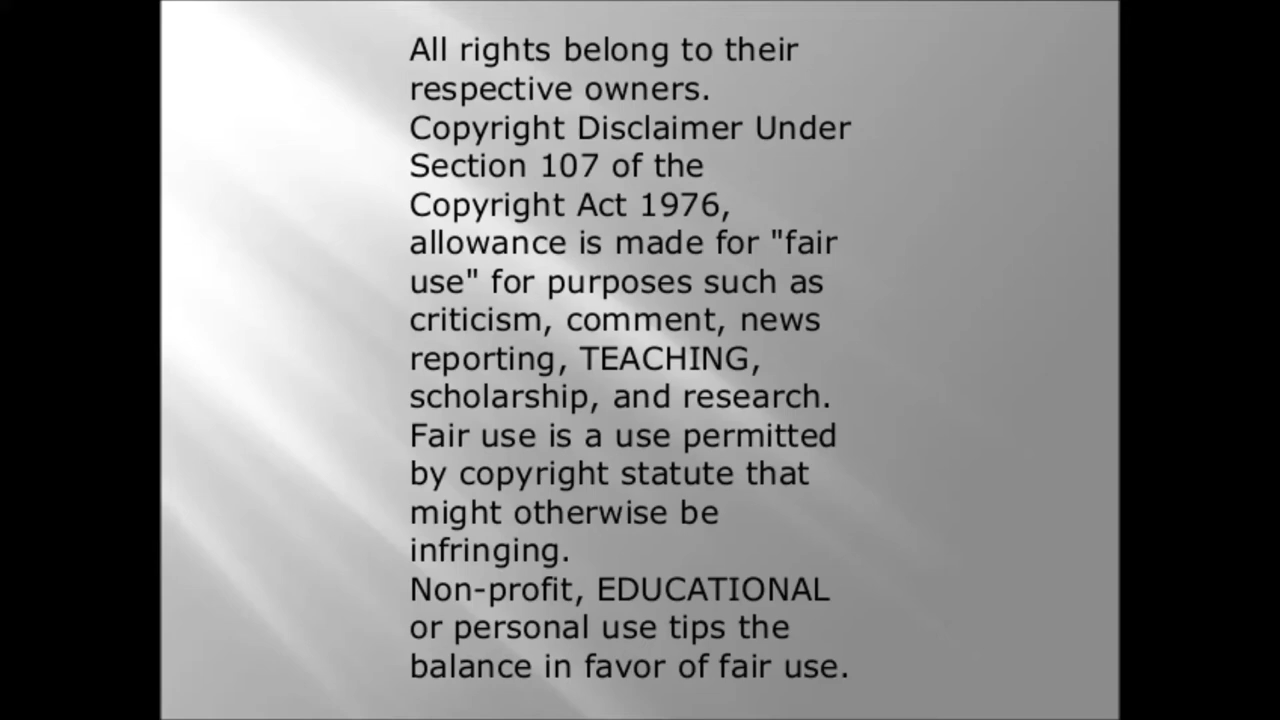 All rights belong to their
respective owners.
Copyright Disclaimer Under
Section 107 of the
Copyright Act 1976,
allowance is made for "fair
use" for purposes such as
criticism, comment, news
reporting, TEACHING,
scholarship, and research.
Fair use is a use permitted
by copyright statute that
might otherwise be
infringing.
Non-profit, EDUCATIONAL
or personal use tips the
balance in favor of fair use.